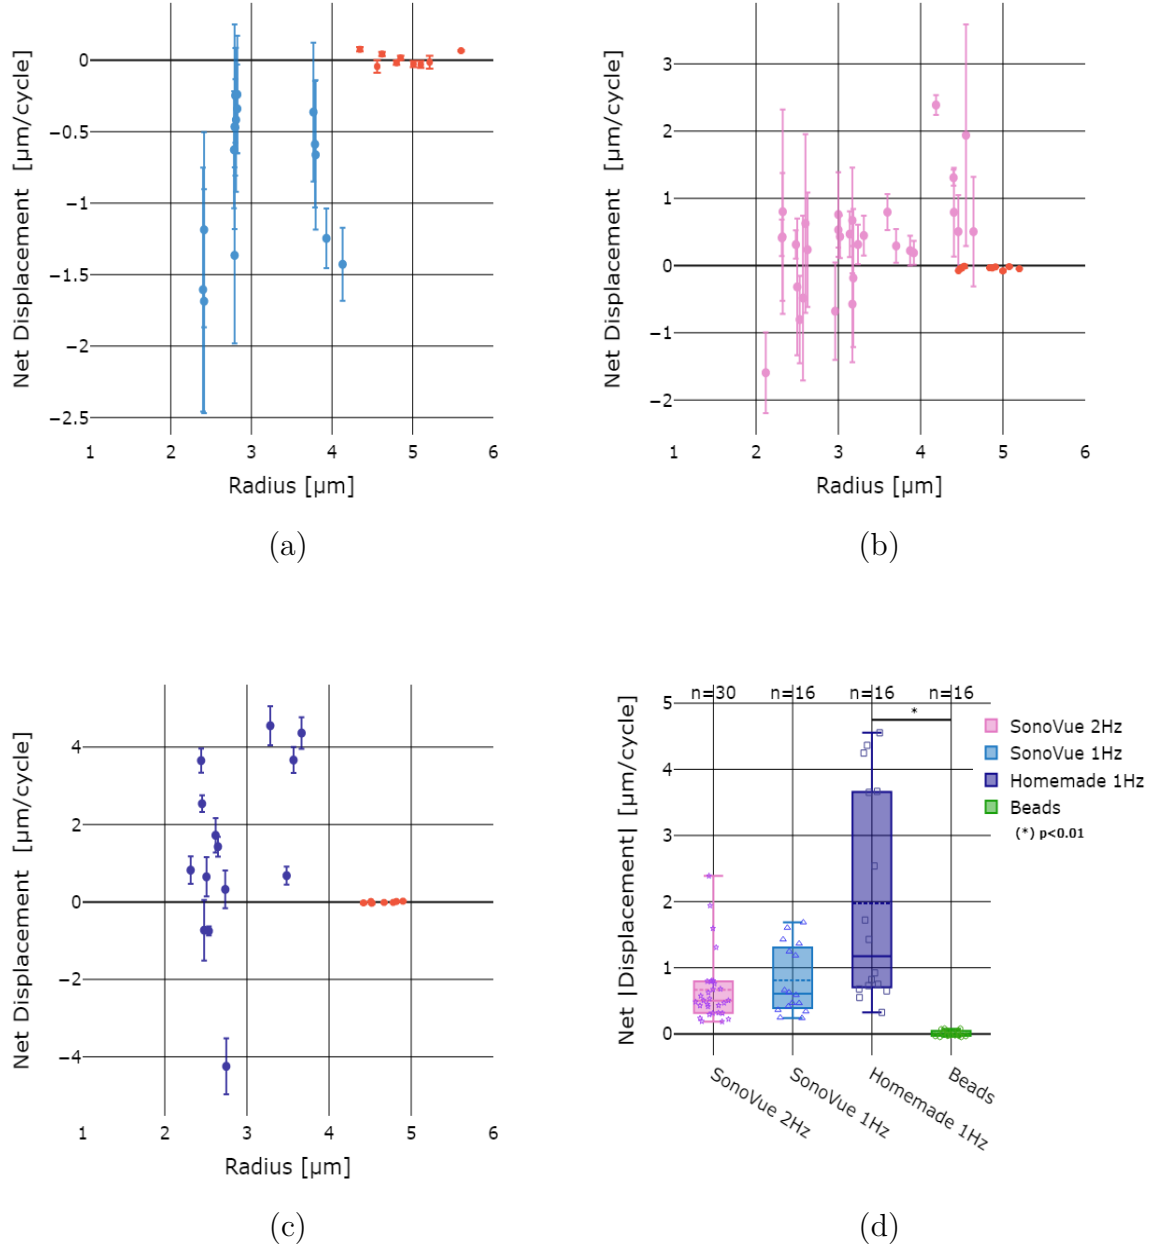 0
−0.5
−1
−1.5
−2
−2.5
Net Displacement [μm/cycle]
1 2 3 4 5 6
Radius [μm]
(a)
3
2
1
0
−1
−2
Net Displacement [μm/cycle]
1 2 3 4 5 6
Radius [μm]
(b)
4
2
0
−2
−4
Net Displacement [μm/cycle]
1 2 3 4 5 6
Radius [μm]
(c)
n=30 n=16 n=16 n=16
*
5
4
3
2
1
0
Net |Displacement| [μm/cycle]
SonoVue 2Hz
SonoVue 1Hz
Homemade 1Hz
Beads
SonoVue 2Hz
SonoVue 1Hz
Homemade 1Hz
Beads
(*) p<0.01
(d)